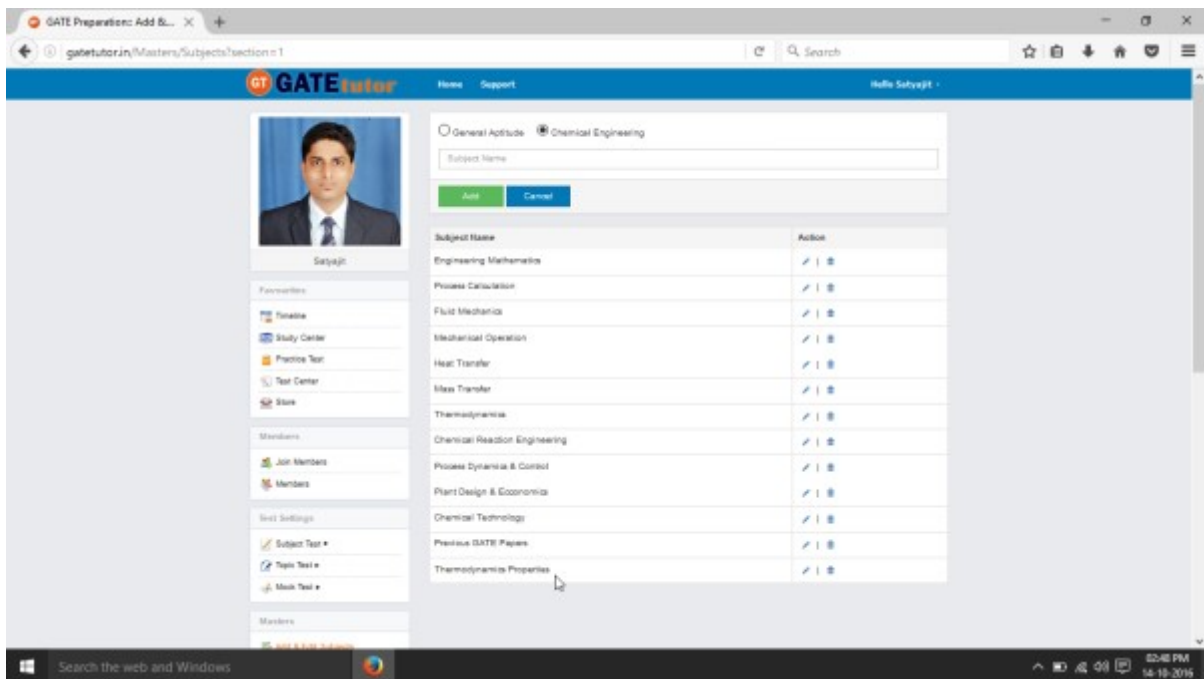 GATE Preparation:: Add &...
gatetutor.in/Masters/Subjects?section=1
Search
GT GATE tutor
Home Support
Hello Satyajit
General Aptitude Chemical Engineering
Subject Name
Add Cancel
Satyajit
Favourites
Timeline
Study Center
Practice Test
Test Center
Store
Members
Join Members
Members
Test Settings
Subject Test
Topic Test
Mock Test
Masters
Add & Edit Subjects
Subject Name Action
Engineering Mathematics
Process Calculation
Fluid Mechanics
Mechanical Operation
Heat Transfer
Mass Transfer
Thermodynamics
Chemical Reaction Engineering
Process Dynamics & Control
Plant Design & Economics
Chemical Technology
Previous GATE Papers
Thermodynamics Properties
Search the web and Windows
02:48 PM
14-10-2016